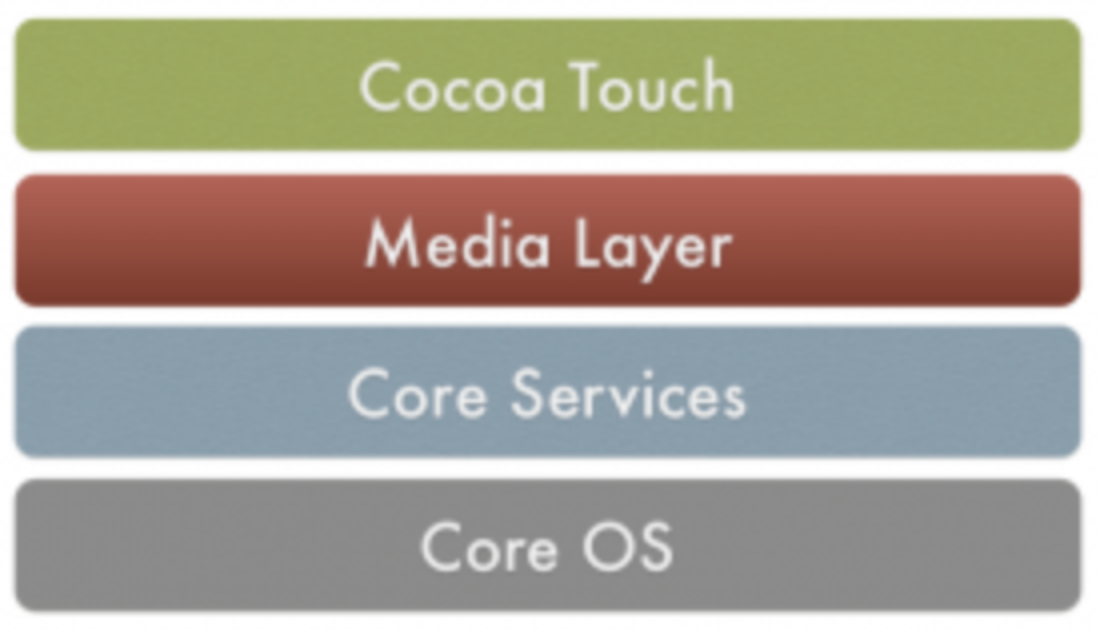 Cocoa Touch
Media Layer
Core Services
Core OS